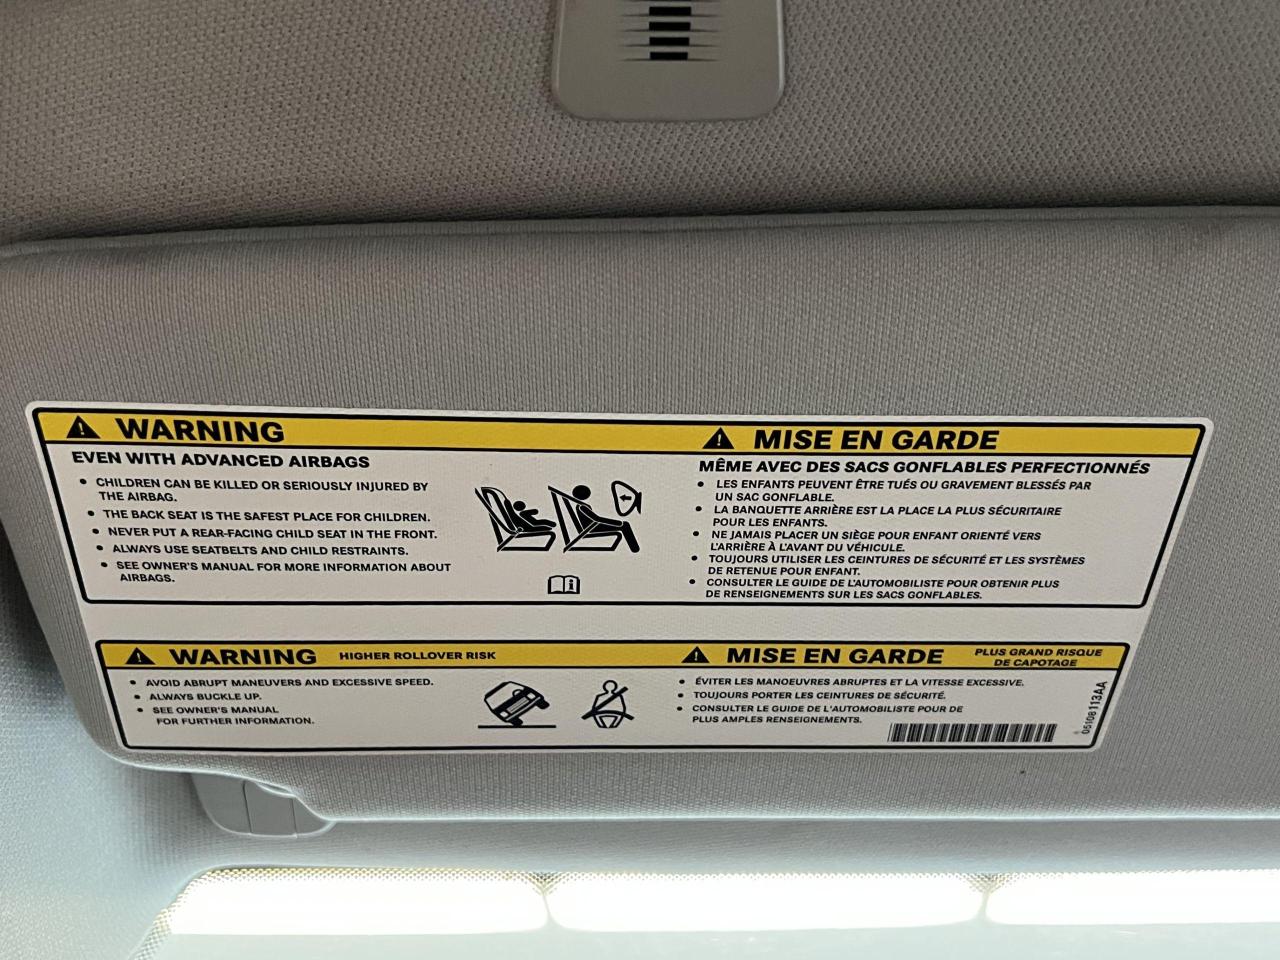 WARNING
EVEN WITH ADVANCED AIRBAGS
• CHILDREN CAN BE KILLED OR SERIOUSLY INJURED BY
THE AIRBAG.
• THE BACK SEAT IS THE SAFEST PLACE FOR CHILDREN.
• NEVER PUT A REAR-FACING CHILD SEAT IN THE FRONT.
• ALWAYS USE SEATBELTS AND CHILD RESTRAINTS.
• SEE OWNER'S MANUAL FOR MORE INFORMATION ABOUT
AIRBAGS.
MISE EN GARDE
MÊME AVEC DES SACS GONFLABLES PERFECTIONNÉS
• LES ENFANTS PEUVENT ÊTRE TUÉS OU GRAVEMENT BLESSÉS PAR
UN SAC GONFLABLE.
• LA BANQUETTE ARRIÈRE EST LA PLACE LA PLUS SÉCURITAIRE
POUR LES ENFANTS.
• NE JAMAIS PLACER UN SIÈGE POUR ENFANT ORIENTÉ VERS
L'ARRIÈRE À L'AVANT DU VÉHICULE.
• TOUJOURS UTILISER LES CEINTURES DE SÉCURITÉ ET LES SYSTÈMES
DE RETENUE POUR ENFANT.
• CONSULTER LE GUIDE DE L'AUTOMOBILISTE POUR OBTENIR PLUS
DE RENSEIGNEMENTS SUR LES SACS GONFLABLES.
WARNING HIGHER ROLLOVER RISK
• AVOID ABRUPT MANEUVERS AND EXCESSIVE SPEED.
• ALWAYS BUCKLE UP.
• SEE OWNER'S MANUAL
FOR FURTHER INFORMATION.
MISE EN GARDE PLUS GRAND RISQUE
DE CAPOTAGE
• ÉVITER LES MANOEUVRES ABRUPTES ET LA VITESSE EXCESSIVE.
• TOUJOURS PORTER LES CEINTURES DE SÉCURITÉ.
• CONSULTER LE GUIDE DE L'AUTOMOBILISTE POUR DE
PLUS AMPLES RENSEIGNEMENTS.
05108113AA